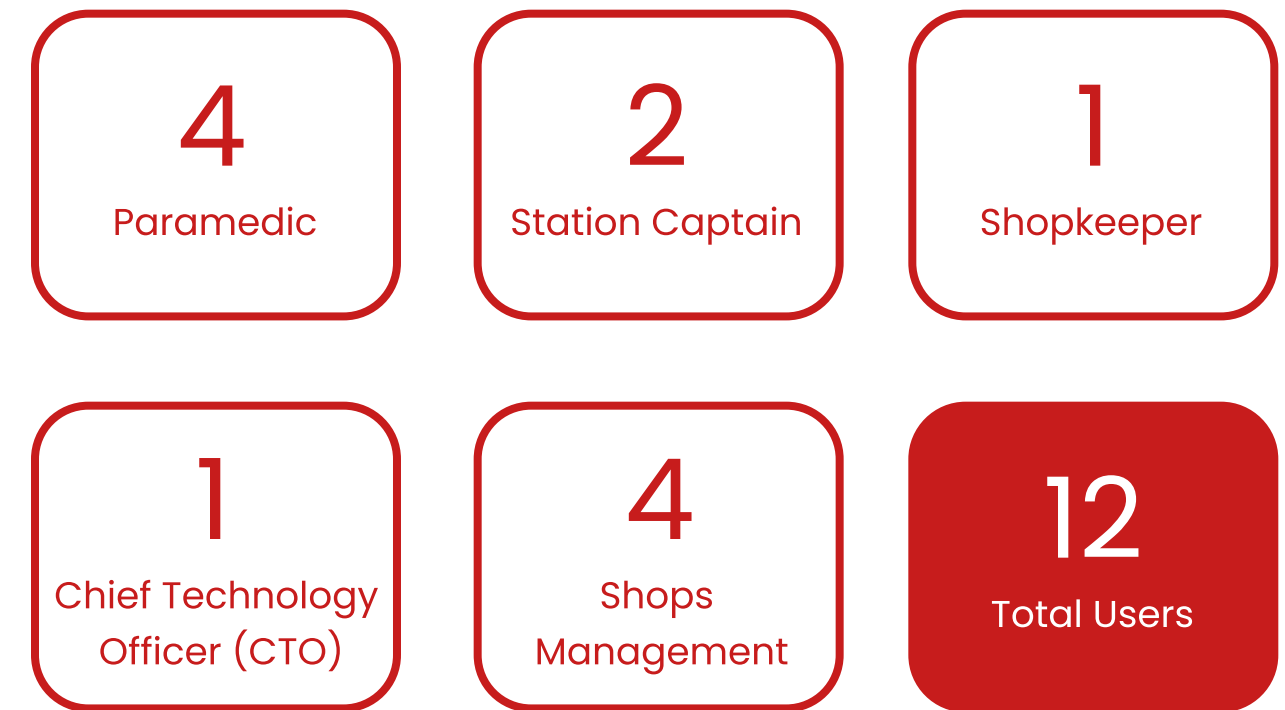 4
Paramedic
2
Station Captain
1
Shopkeeper
1
Chief Technology
Officer (CTO)
4
Shops
Management
12
Total Users